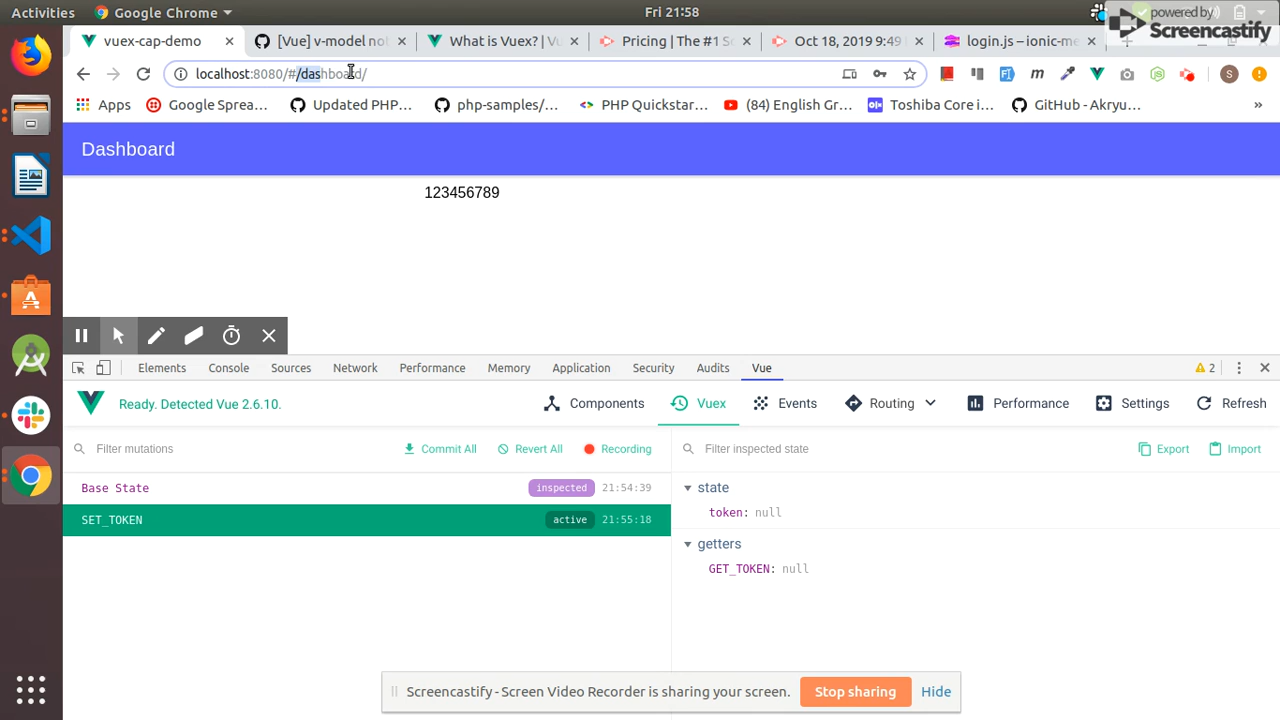 Activities
Google Chrome
Fri 21:58
powered by
Screencastify
vuex-cap-demo
[Vue] v-model not
What is Vuex? | Vu
Pricing | The #1 S
Oct 18, 2019 9:49
login.js – ionic-me
localhost:8080/#/dashboard/
S
Apps
Google Sprea...
Updated PHP...
php-samples/...
PHP Quickstar...
(84) English Gr...
Toshiba Core i...
GitHub - Akryu...
»
Dashboard
123456789
Elements
Console
Sources
Network
Performance
Memory
Application
Security
Audits
Vue
2
Ready. Detected Vue 2.6.10.
Components
Vuex
Events
Routing
Performance
Settings
Refresh
Filter mutations
Commit All
Revert All
Recording
Filter inspected state
Export
Import
Base State
inspected
21:54:39
state
SET_TOKEN
active
21:55:18
token: null
getters
GET_TOKEN: null
Screencastify - Screen Video Recorder is sharing your screen.
Stop sharing
Hide